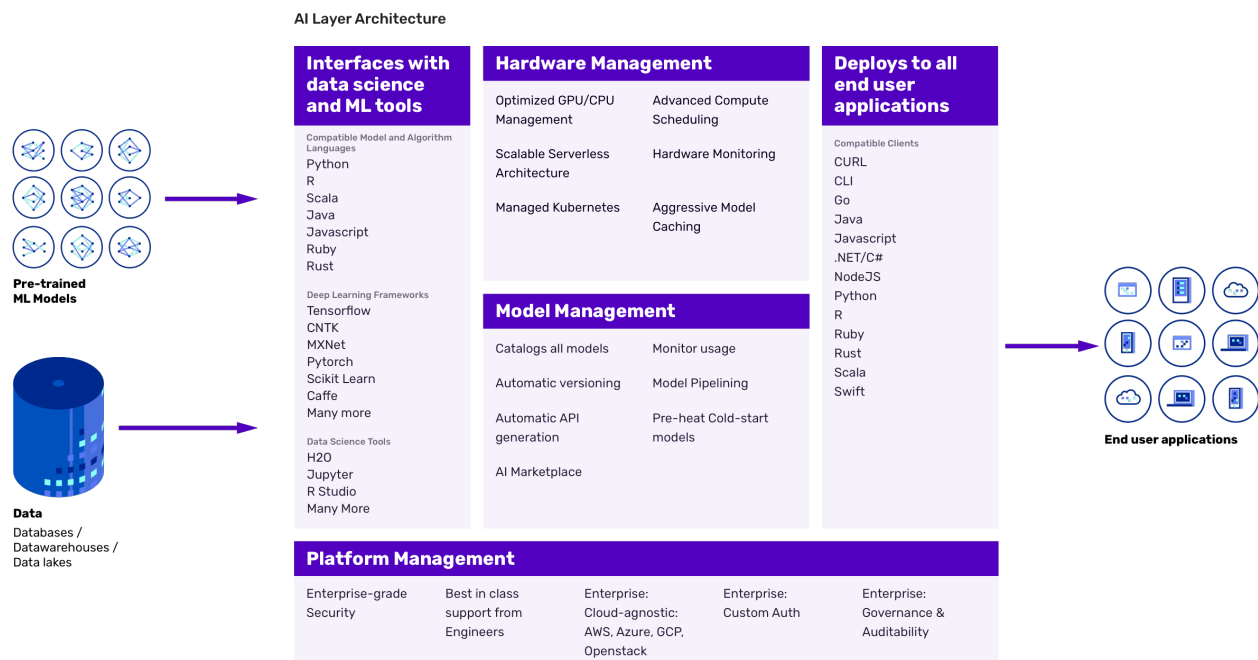 AI Layer Architecture
Pre-trained
ML Models
Data
Databases /
Datawarehouses /
Data lakes
Interfaces with
data science
and ML tools
Compatible Model and Algorithm
Languages
Python
R
Scala
Java
Javascript
Ruby
Rust
Deep Learning Frameworks
Tensorflow
CNTK
MXNet
Pytorch
Scikit Learn
Caffe
Many more
Data Science Tools
H2O
Jupyter
R Studio
Many More
Hardware Management
Optimized GPU/CPU
Management
Advanced Compute
Scheduling
Scalable Serverless
Architecture
Hardware Monitoring
Managed Kubernetes
Aggressive Model
Caching
Model Management
Catalogs all models
Monitor usage
Automatic versioning
Model Pipelining
Automatic API
generation
Pre-heat Cold-start
models
AI Marketplace
Deploys to all
end user
applications
Compatible Clients
CURL
CLI
Go
Java
Javascript
.NET/C#
NodeJS
Python
R
Ruby
Rust
Scala
Swift
End user applications
Platform Management
Enterprise-grade
Security
Best in class
support from
Engineers
Enterprise:
Cloud-agnostic:
AWS, Azure, GCP,
Openstack
Enterprise:
Custom Auth
Enterprise:
Governance &
Auditability